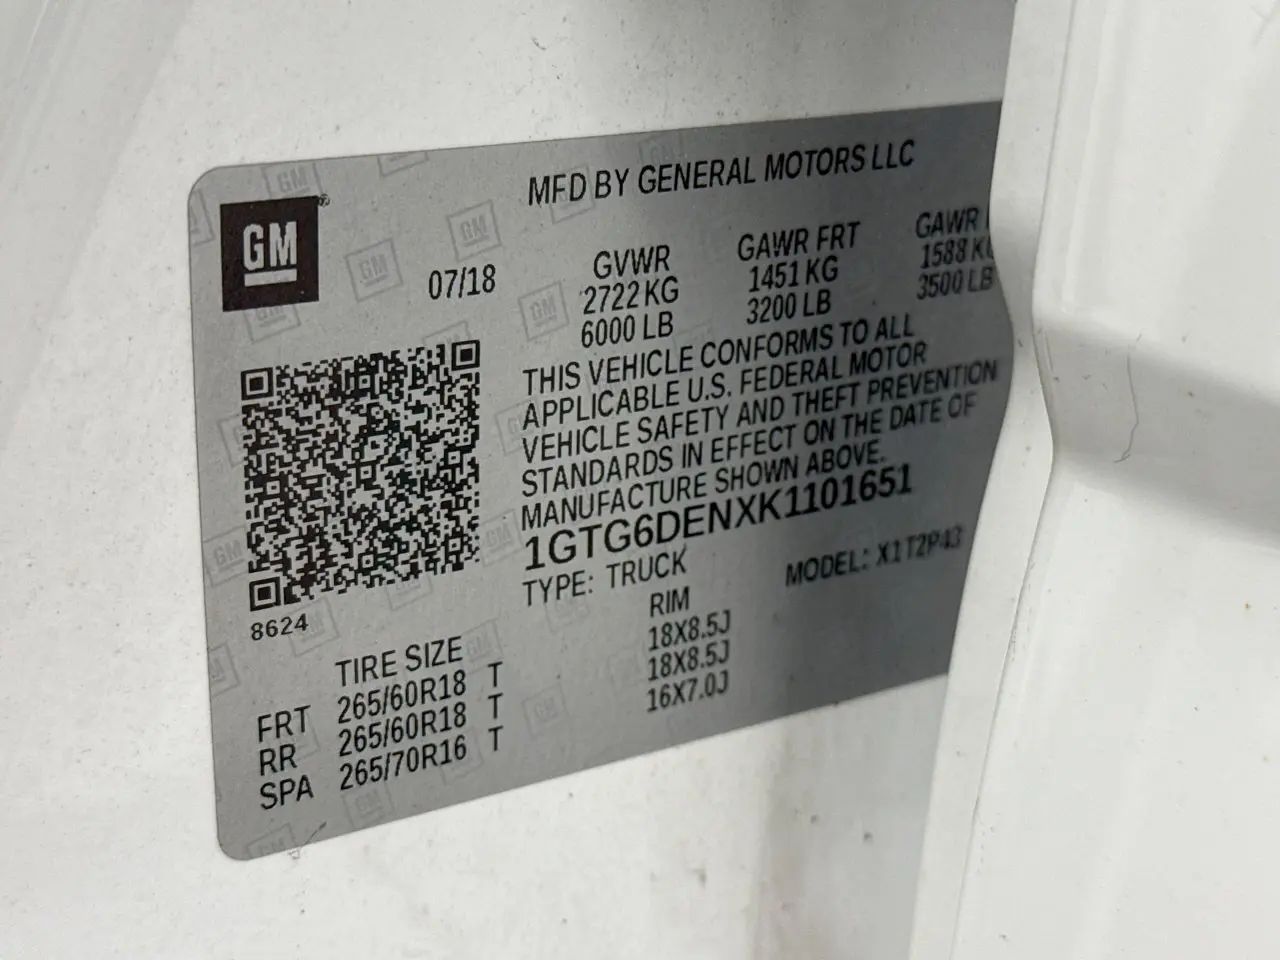 MFD BY GENERAL MOTORS LLC
GM®
07/18
GVWR
2722 KG
6000 LB
GAWR FRT
1451 KG
3200 LB
GAWR
1588 K
3500 LB
THIS VEHICLE CONFORMS TO ALL
APPLICABLE U.S. FEDERAL MOTOR
VEHICLE SAFETY AND THEFT PREVENTION
STANDARDS IN EFFECT ON THE DATE OF
MANUFACTURE SHOWN ABOVE.
1GTG6DENXK1101651
TYPE: TRUCK
MODEL: X1T2P43
8624
TIRE SIZE RIM
FRT 265/60R18 T 18X8.5J
RR 265/60R18 T 18X8.5J
SPA 265/70R16 T 16X7.0J